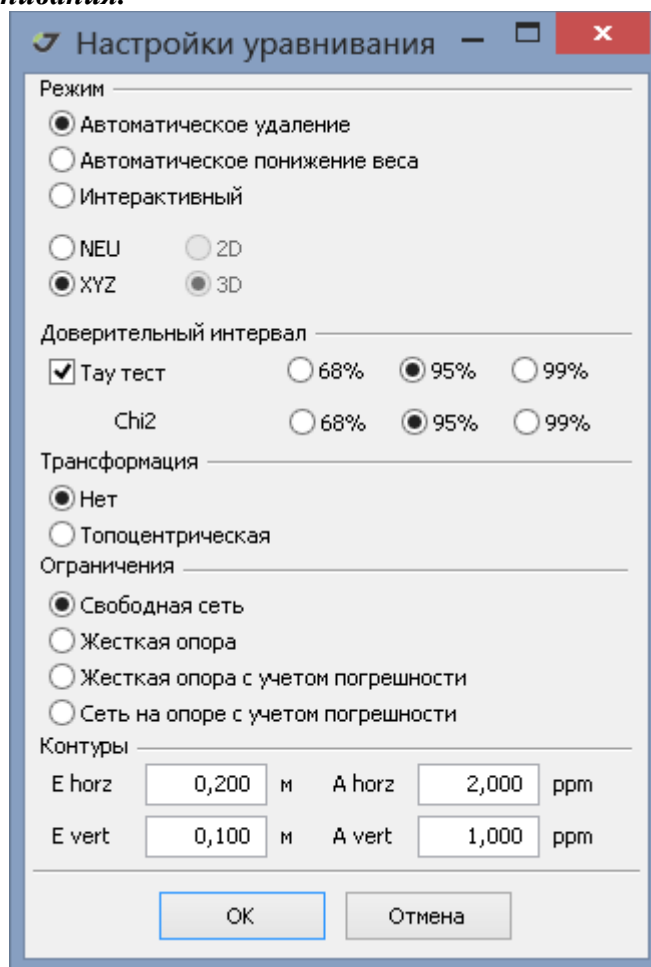 нивания.
Настройки уравнивания
Режим
Автоматическое удаление
Автоматическое понижение веса
Интерактивный
NEU 2D
XYZ 3D
Доверительный интервал
Тау тест 68% 95% 99%
Chi2 68% 95% 99%
Трансформация
Нет
Топоцентрическая
Ограничения
Свободная сеть
Жесткая опора
Жесткая опора с учетом погрешности
Сеть на опоре с учетом погрешности
Контуры
E horz 0,200 м A horz 2,000 ppm
E vert 0,100 м A vert 1,000 ppm
OK Отмена